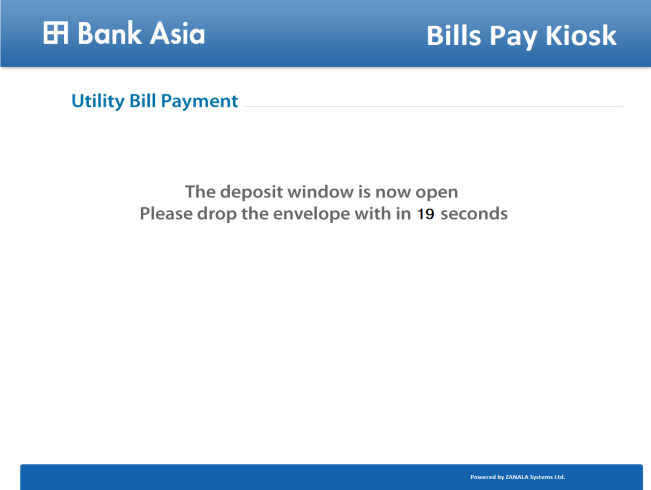 Bank Asia
Bills Pay Kiosk
Utility Bill Payment
The deposit window is now open
Please drop the envelope with in 19 seconds
Powered by ZANALA Systems Ltd.